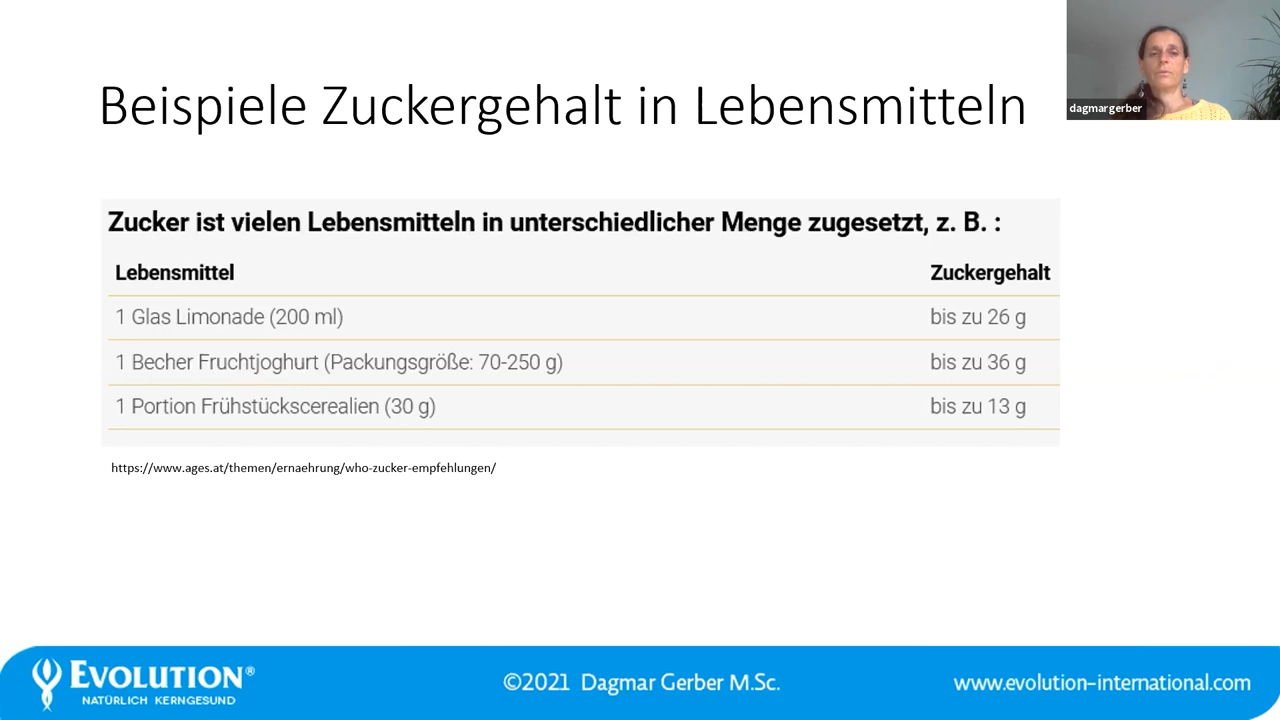 dagmargerber
Beispiele Zuckergehalt in Lebensmitteln
Zucker ist vielen Lebensmitteln in unterschiedlicher Menge zugesetzt, z. B. :
Lebensmittel Zuckergehalt
1 Glas Limonade (200 ml) bis zu 26 g
1 Becher Fruchtjoghurt (Packungsgröße: 70-250 g) bis zu 36 g
1 Portion Frühstückscerealien (30 g) bis zu 13 g
https://www.ages.at/themen/ernaehrung/who-zucker-empfehlungen/
EVOLUTION®
NATÜRLICH KERNGESUND
©2021 Dagmar Gerber M.Sc.
www.evolution-international.com